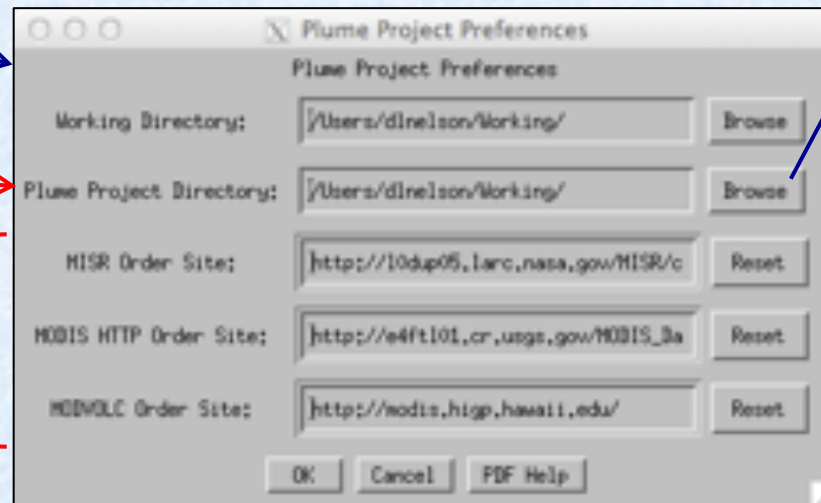 Plume Project Preferences
Plume Project Preferences
Working Directory: /Users/dlnelson/Working/ Browse
Plume Project Directory: /Users/dlnelson/Working/ Browse
MISR Order Site: http://l0dup05.larc.nasa.gov/MISR/c Reset
MODIS HTTP Order Site: http://e4ftl01.cr.usgs.gov/MODIS_Da Reset
MODVOLC Order Site: http://modis.higp.hawaii.edu/ Reset
OK Cancel PDF Help